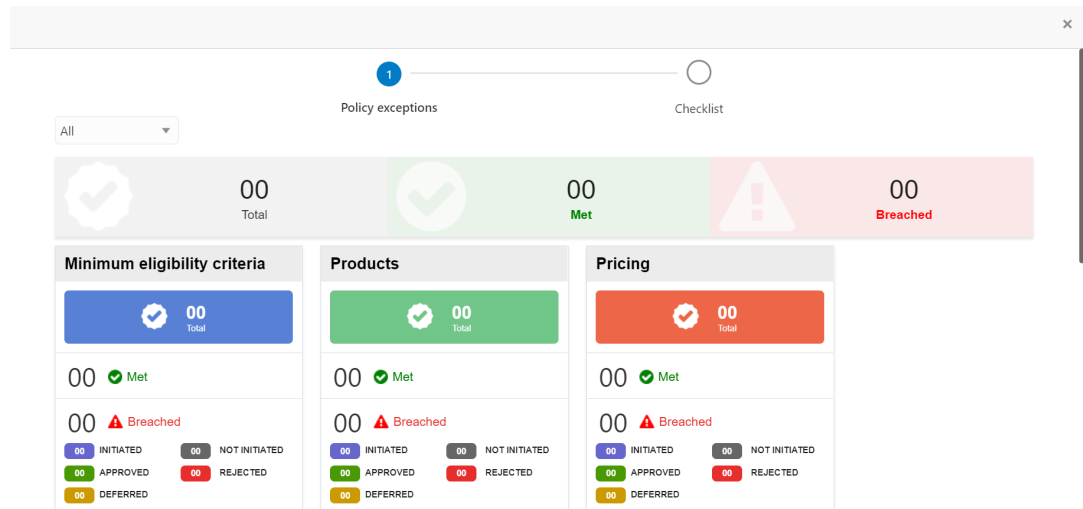 ×
1
Policy exceptions
Checklist
All
00
Total
00
Met
00
Breached
Minimum eligibility criteria
00
Total
00 Met
00 Breached
00 INITIATED 00 NOT INITIATED
00 APPROVED 00 REJECTED
00 DEFERRED
Products
00
Total
00 Met
00 Breached
00 INITIATED 00 NOT INITIATED
00 APPROVED 00 REJECTED
00 DEFERRED
Pricing
00
Total
00 Met
00 Breached
00 INITIATED 00 NOT INITIATED
00 APPROVED 00 REJECTED
00 DEFERRED